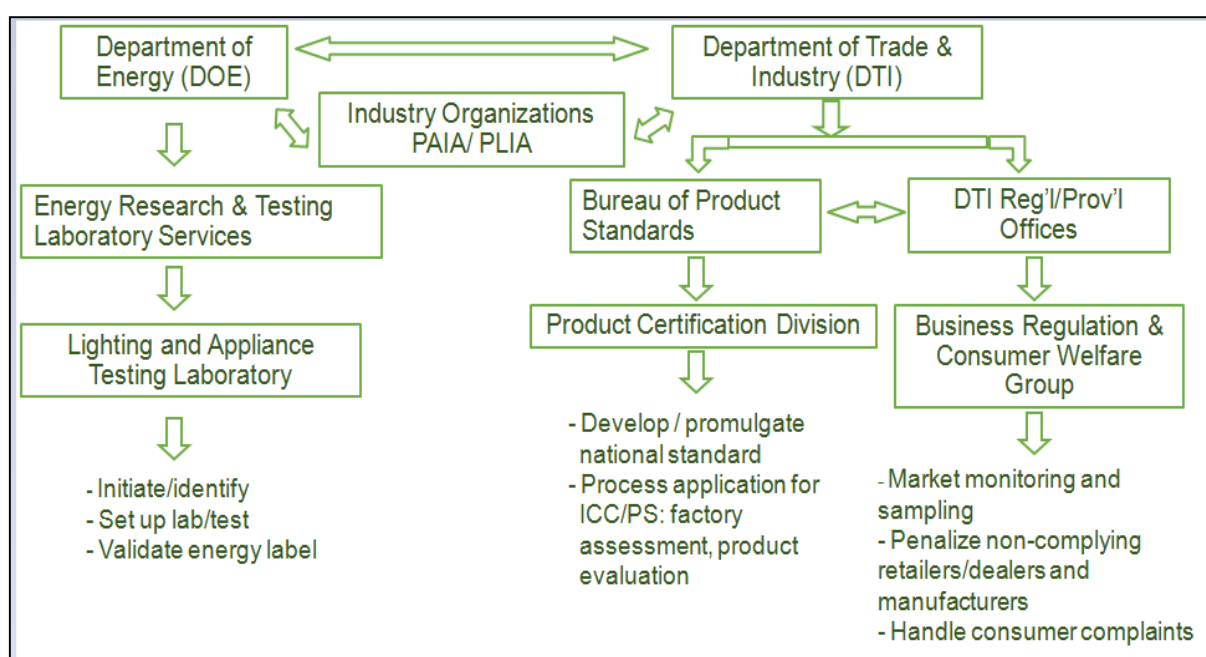 Department of
Energy (DOE)
Department of Trade &
Industry (DTI)
Industry Organizations
PAIA/ PLIA
Energy Research & Testing
Laboratory Services
Bureau of Product
Standards
DTI Reg'l/Prov'l
Offices
Lighting and Appliance
Testing Laboratory
Product Certification Division
Business Regulation &
Consumer Welfare
Group
- Initiate/identify
- Set up lab/test
- Validate energy label
- Develop / promulgate
national standard
- Process application for
ICC/PS: factory
assessment, product
evaluation
- Market monitoring and
sampling
- Penalize non-complying
retailers/dealers and
manufacturers
- Handle consumer complaints